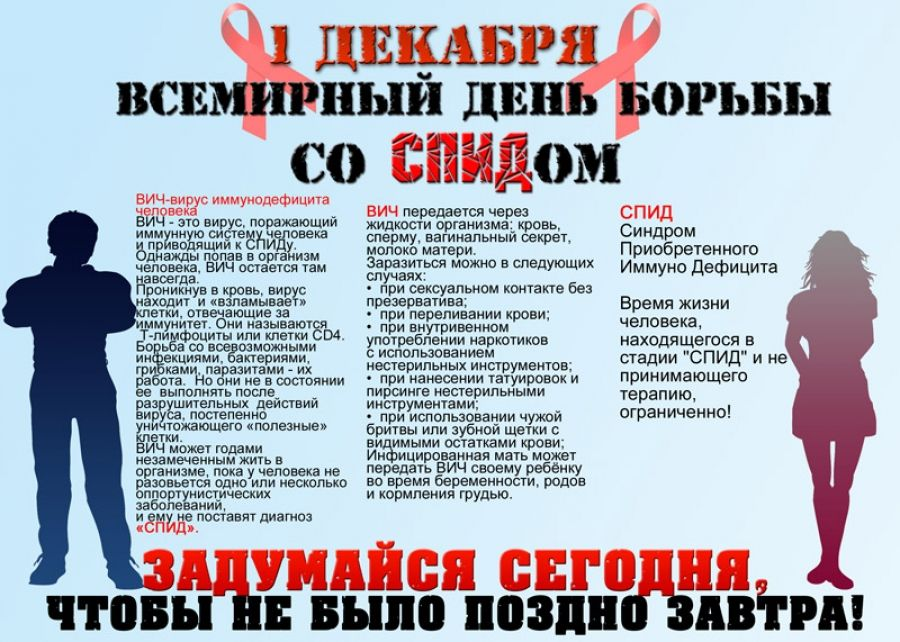 1 ДЕКАБРЯ
ВСЕМИРНЫЙ ДЕНЬ БОРЬБЫ
СО СПИДОМ
ВИЧ-вирус иммунодефицита
человека
ВИЧ - это вирус, поражающий
иммунную систему человека
и приводящий к СПИДу.
Однажды попав в организм
человека, ВИЧ остается там
навсегда.
Проникнув в кровь, вирус
находит и «взламывает»
клетки, отвечающие за
иммунитет. Они называются
Т-лимфоциты или клетки CD4.
Борьба со всевозможными
инфекциями, бактериями,
грибками, паразитами - их
работа. Но они не в состоянии
ее выполнять после
разрушительных действий
вируса, постепенно
уничтожающего «полезные»
клетки.
ВИЧ может годами
незамеченным жить в
организме, пока у человека не
разовьется одно или несколько
оппортунистических
заболеваний,
и ему не поставят диагноз
«СПИД».
ВИЧ передается через
жидкости организма: кровь,
сперму, вагинальный секрет,
молоко матери.
Заразиться можно в следующих
случаях:
• при сексуальном контакте без
презерватива;
• при переливании крови;
• при внутривенном
употреблении наркотиков
с использованием
нестерильных инструментов;
• при нанесении татуировок и
пирсинге нестерильными
инструментами;
• при использовании чужой
бритвы или зубной щетки с
видимыми остатками крови;
Инфицированная мать может
передать ВИЧ своему ребёнку
во время беременности, родов
и кормления грудью.
СПИД
Синдром
Приобретенного
Иммуно Дефицита
Время жизни
человека,
находящегося в
стадии "СПИД" и не
принимающего
терапию,
ограниченно!
ЗАДУМАЙСЯ СЕГОДНЯ,
ЧТОБЫ НЕ БЫЛО ПОЗДНО ЗАВТРА!